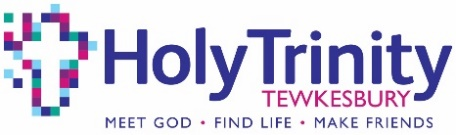 HolyTrinity
TEWKESBURY
MEET GOD • FIND LIFE • MAKE FRIENDS